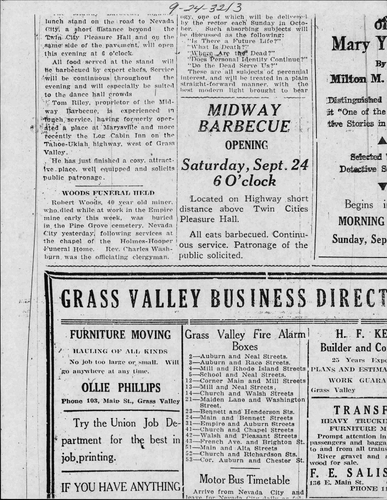 9-24-32 13
lunch stand on the road to Nevada
City, a short distance beyond the
Twin City Pleasure Hall and on the
same side of the pavement, will open
this evening at 6 o'clock.
All food served at the stand will
be barbecued by expert chefs. Service
will be continuous throughout the
evening and will especially be suited
to the dance hall crowds
Tom Riley, proprietor of the Mid-
way Barbecue, is experienced in
such service, having formerly oper-
ated a place at Marysville and more
recently the Log Cabin Inn on the
Tahoe-Ukiah highway, west of Grass
Valley.
He has just finished a cosy, attract-
ive place, well equipped and solicits
public patronage.
WOODS FUNERAL HELD
Robert Woods, 40 year old miner,
who died while at work in the Empire
mine early this week, was buried
in the Pine Grove cemetery, Nevada
City yesterday, following services at
the chapel of the Holmes-Hooper
Funeral Home. Rev. Charles Wash-
burn was the officiating clergyman.
ogy, one of which will be delivered
by the rector each Sunday in Octo-
ber. Such absorbing subjects will
be discussed as the following:
"Is There a Future Life?"
"What Is Death?"
"Where Are the Dead?"
"Does Personal Identity Continue?"
"Do the Dead Serve Us?"
These are all subjects of perennial
interest, and will be treated in a plain
straight-forward manner, with the
best modern light brought to bear
MIDWAY
BARBECUE
OPENING
Saturday, Sept. 24
6 O'clock
Located on Highway short
distance above Twin Cities
Pleasure Hall.
All eats barbecued. Continu-
ous service. Patronage of the
public solicited.
Mary
By
Milton M.
Distinguished
it "One of the
tive Stories in
Selected
Detective S
Begins i
MORNING
Sunday, Sep
GRASS VALLEY BUSINESS DIRECT
FURNITURE MOVING
HAULING OF ALL KINDS
No job too large or small. Will
go anywhere at any time.
OLLIE PHILLIPS
Phone 103, Main St., Grass Valley
Try the Union Job De-
partment for the best in
job printing.
IF YOU HAVE ANYTHING
Grass Valley Fire Alarm
Boxes
2—Auburn and Neal Streets.
3—Auburn and Race Streets.
4—Mill and Rhode Island Streets
5—School and Neal Streets.
12—Corner Main and Mill Streets
13—Mill and Neal Streets.
14—Church and Walsh Streets
21—Maiden Lane and Washington
Street.
23—Bennett and Henderson Sts.
24—Main and Bennett Streets
31—Empire and Auburn Streets
41—Church and Chapel Streets
42—Walsh and Pleasant Streets
French Ave. and Brighton St.
Main and Alta Streets
52—Church and Richardson Sts.
Cor. Auburn and Chester St.
Motor Bus Timetable
Arrive from Nevada City and
H. F. KE
Builder and Co
25 Years Expe
PLANS AND ESTIMA
WORK GUARA
Grass Valley
TRANSF
HEAVY TRUCKI
FURNITURE M
Prompt attention
passengers and bagga
to and from all trai
River gravel and
wood for sale.
F. E. SALIS
136 E. Main St.
PHONE 1